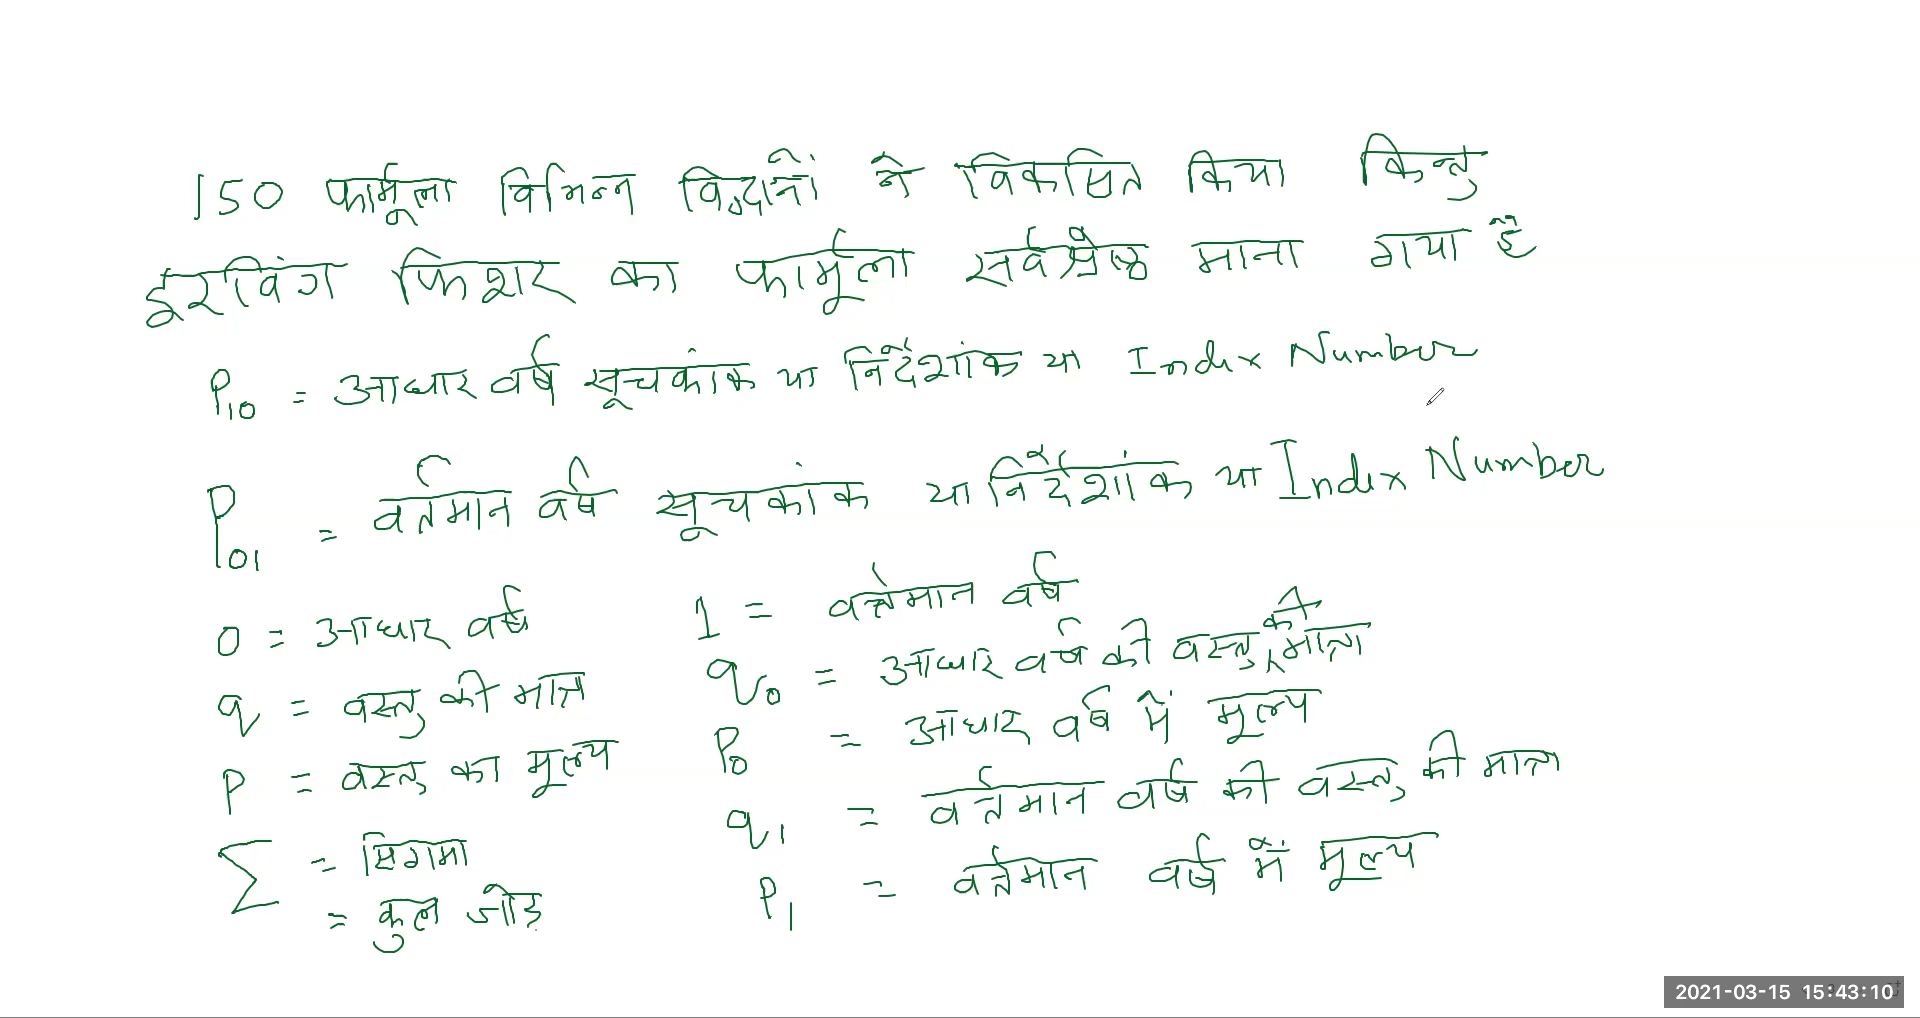 150 फार्मूला विभिन्न विद्वानों ने विकसित किया किन्तु
इरविंग फिशर का फार्मूला सर्वश्रेष्ठ माना गया है
P10 = आधार वर्ष सूचकांक या निर्देशांक या Index Number
P01 = वर्तमान वर्ष सूचकांक या निर्देशांक या Index Number
0 = आधार वर्ष 1 = वर्तमान वर्ष
q = वस्तु की मात्रा q0 = आधार वर्ष की वस्तु की मात्रा
P = वस्तु का मूल्य P0 = आधार वर्ष में मूल्य
Σ = सिगमा q1 = वर्तमान वर्ष की वस्तु की मात्रा
= कुल जोड़ P1 = वर्तमान वर्ष में मूल्य
2021-03-15 15:43:10